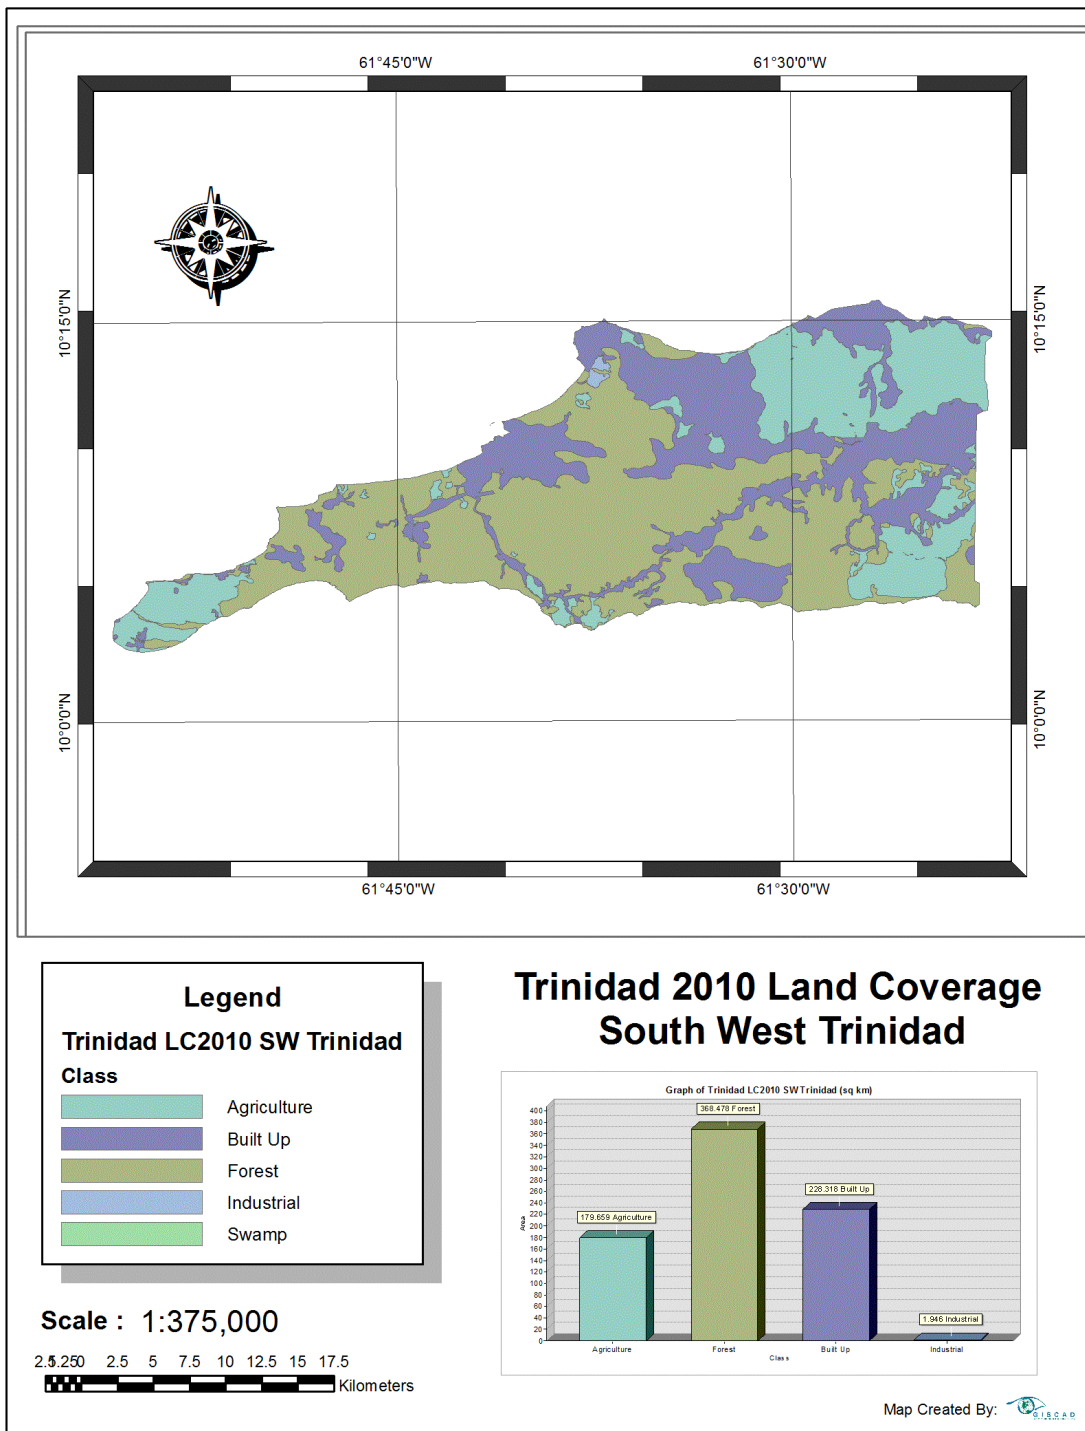 61°45'0"W 61°30'0"W
10°15'0"N 10°15'0"N
10°0'0"N 10°0'0"N
61°45'0"W 61°30'0"W
Legend
Trinidad LC2010 SW Trinidad
Class
Agriculture
Built Up
Forest
Industrial
Swamp
Scale : 1:375,000
2.51.250 2.5 5 7.5 10 12.5 15 17.5
Kilometers
Trinidad 2010 Land Coverage
South West Trinidad
Graph of Trinidad LC2010 SW Trinidad (sq km)
400
380
360
340
320
300
280
260
240
220
200
180
160
140
120
100
80
60
40
20
0
Area
179.659 Agriculture
368.478 Forest
228.318 Built Up
1.946 Industrial
Agriculture Forest Built Up Industrial
Class
Map Created By:
GISCAD